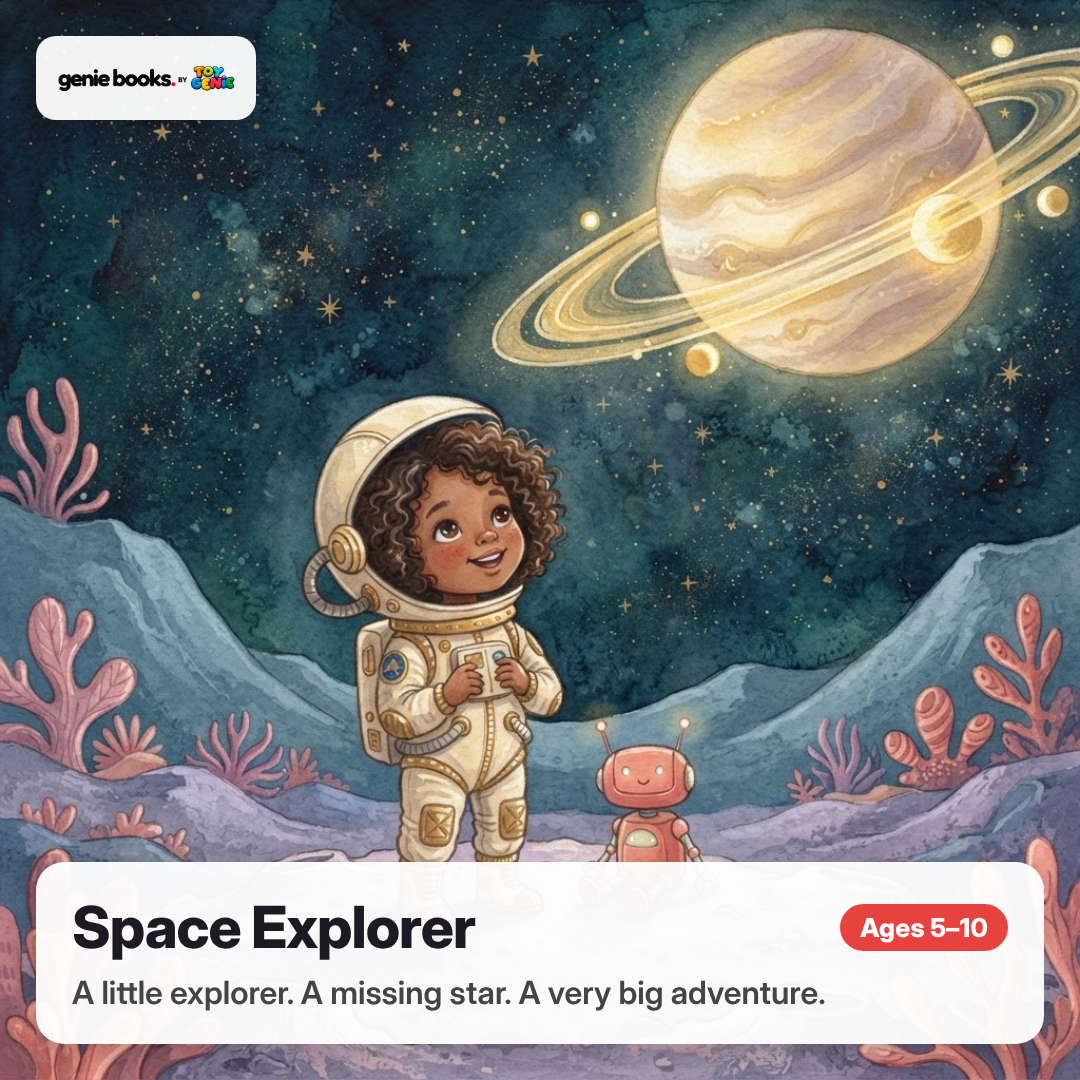 genie books. BY TOY GENiE
Space Explorer
Ages 5–10
A little explorer. A missing star. A very big adventure.